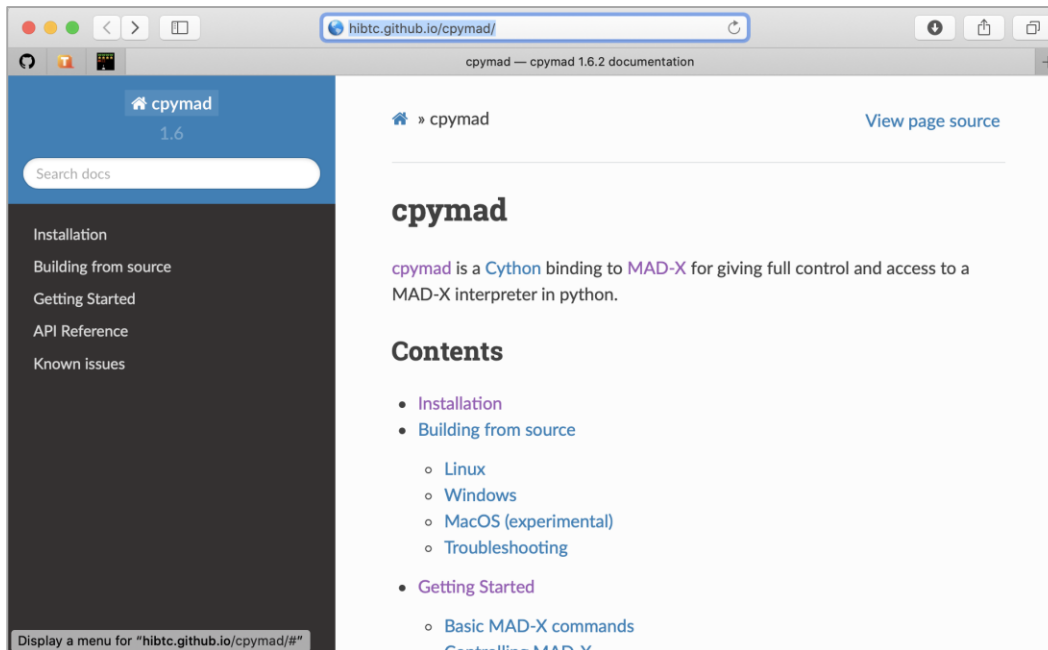 hibtc.github.io/cpymad/
cpymad — cpymad 1.6.2 documentation
cpymad
1.6
Search docs
Installation
Building from source
Getting Started
API Reference
Known issues
» cpymad
View page source
cpymad
cpymad is a Cython binding to MAD-X for giving full control and access to a
MAD-X interpreter in python.
Contents
• Installation
• Building from source
◦ Linux
◦ Windows
◦ MacOS (experimental)
◦ Troubleshooting
• Getting Started
◦ Basic MAD-X commands
Controlling MAD-X
Display a menu for “hibtc.github.io/cpymad/#”